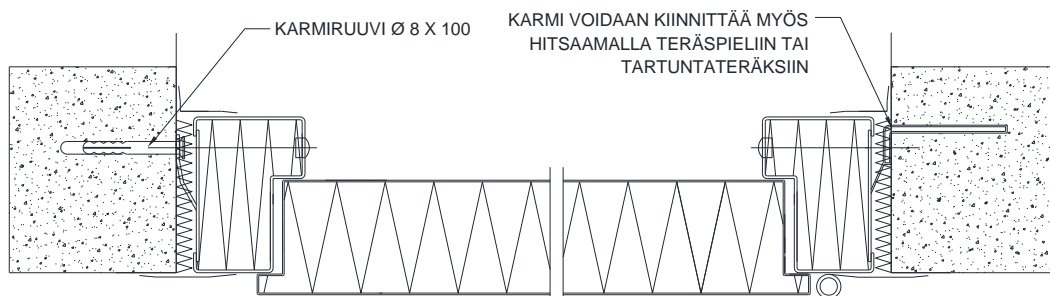 KARMIRUUVI Ø 8 X 100
KARMI VOIDAAN KIINNITTÄÄ MYÖS
HITSAAMALLA TERÄSPIELIIN TAI
TARTUNTATERÄKSIIN